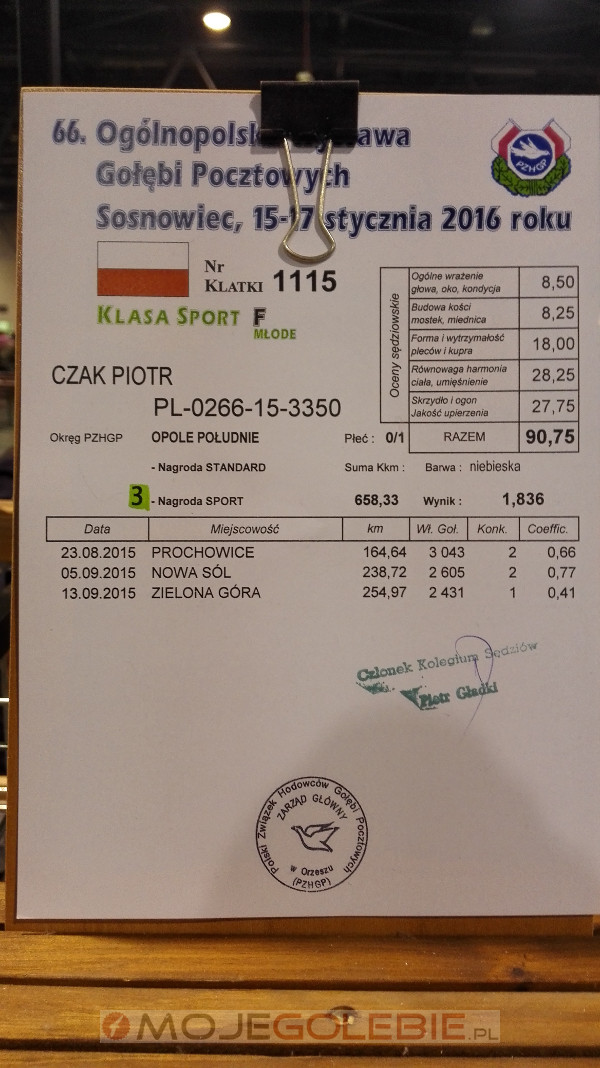 66. Ogólnopolska Wystawa
Gołębi Pocztowych
Sosnowiec, 15-17 stycznia 2016 roku
PZHGP
Nr
KLATKI 1115
KLASA SPORT F
MŁODE
Oceny sędziowskie
Ogólne wrażenie
głowa, oko, kondycja 8,50
Budowa kości
mostek, miednica 8,25
Forma i wytrzymałość
pleców i kupra 18,00
Równowaga harmonia
ciała, umięśnienie 28,25
Skrzydło i ogon
Jakość upierzenia 27,75
RAZEM 90,75
CZAK PIOTR
PL-0266-15-3350
Okręg PZHGP OPOLE POŁUDNIE Płeć : 0/1
- Nagroda STANDARD Suma Kkm : Barwa : niebieska
3 - Nagroda SPORT 658,33 Wynik : 1,836
Data Miejscowość km Wł. Goł. Konk. Coeffic.
23.08.2015 PROCHOWICE 164,64 3 043 2 0,66
05.09.2015 NOWA SÓL 238,72 2 605 2 0,77
13.09.2015 ZIELONA GÓRA 254,97 2 431 1 0,41
Członek Kolegium Sędziów
Piotr Gładki
Polski Związek Hodowców Gołębi Pocztowych
ZARZĄD GŁÓWNY
w Orzeszu
(PZHGP)
MOJEGOLEBIE.PL